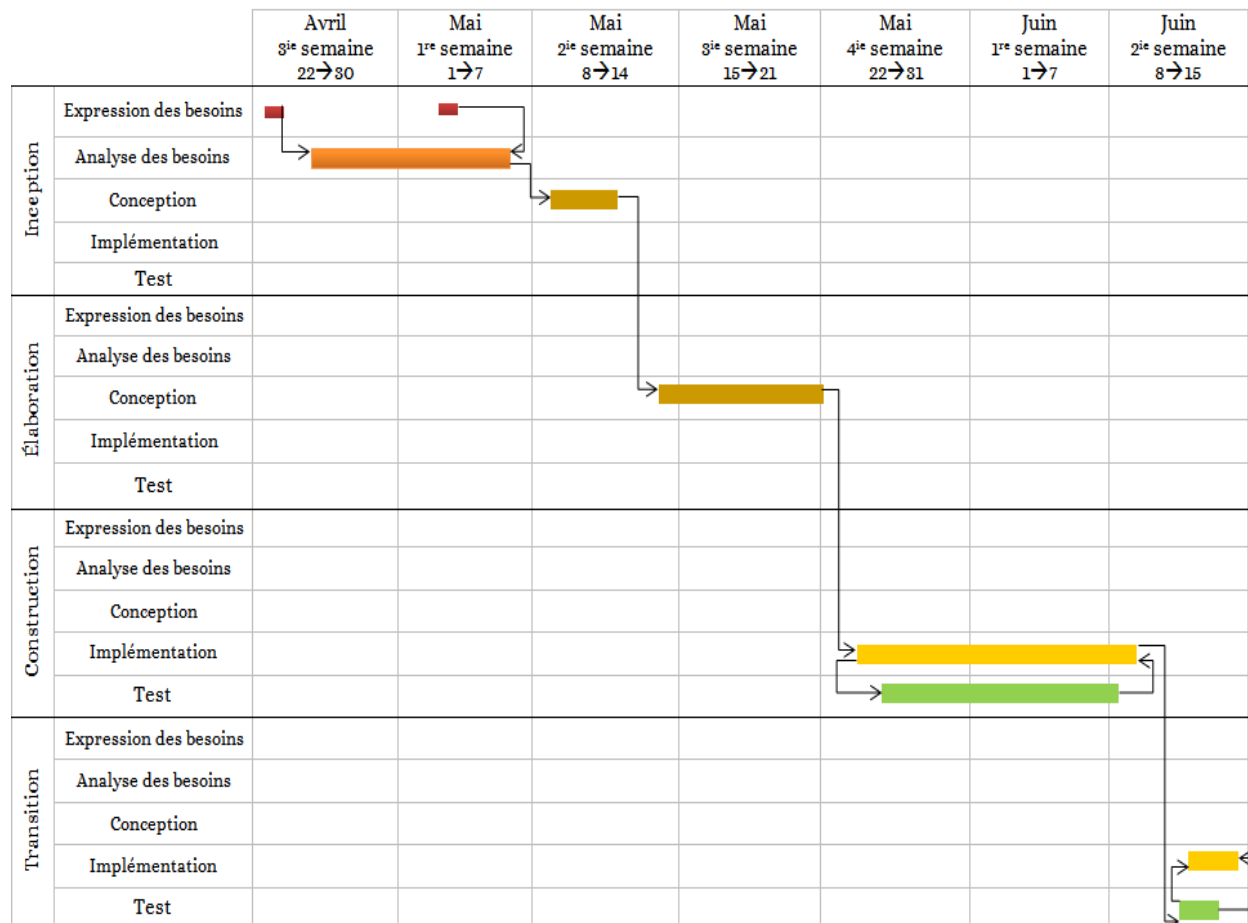 Avril
3ie semaine
22→30
Mai
1re semaine
1→7
Mai
2ie semaine
8→14
Mai
3ie semaine
15→21
Mai
4ie semaine
22→31
Juin
1re semaine
1→7
Juin
2ie semaine
8→15
Inception
Expression des besoins
Analyse des besoins
Conception
Implémentation
Test
Élaboration
Expression des besoins
Analyse des besoins
Conception
Implémentation
Test
Construction
Expression des besoins
Analyse des besoins
Conception
Implémentation
Test
Transition
Expression des besoins
Analyse des besoins
Conception
Implémentation
Test